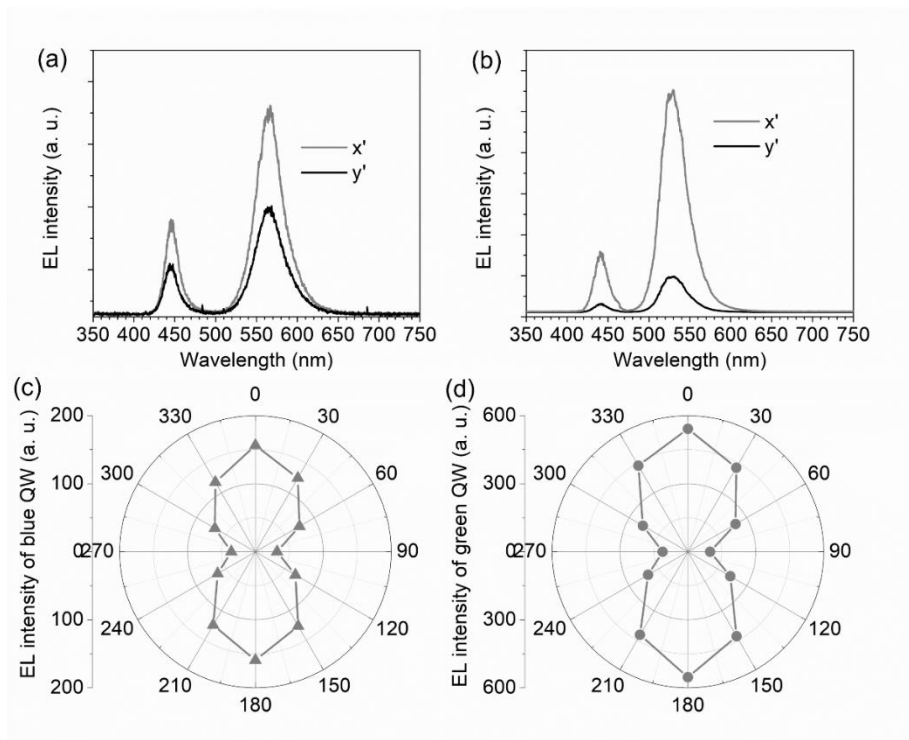 (a)
EL intensity (a. u.)
x'
y'
350 400 450 500 550 600 650 700 750
Wavelength (nm)
(b)
EL intensity (a. u.)
x'
y'
350 400 450 500 550 600 650 700 750
Wavelength (nm)
(c)
EL intensity of blue QW (a. u.)
200
100
0
100
200
0
30
60
90
120
150
180
210
240
270
300
330
(d)
EL intensity of green QW (a. u.)
600
300
0
300
600
0
30
60
90
120
150
180
210
240
270
300
330